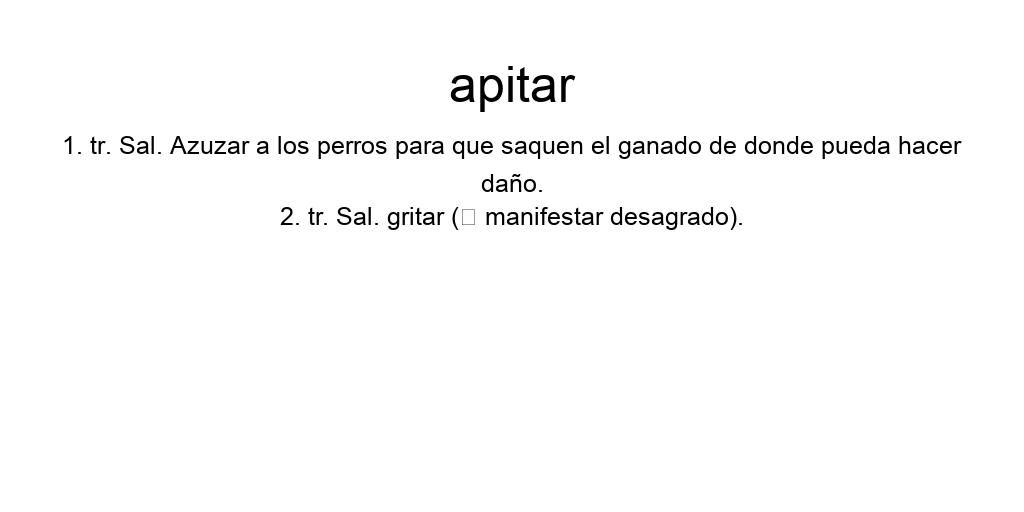 apitar
1. tr. Sal. Azuzar a los perros para que saquen el ganado de donde pueda hacer
daño.
2. tr. Sal. gritar (□ manifestar desagrado).